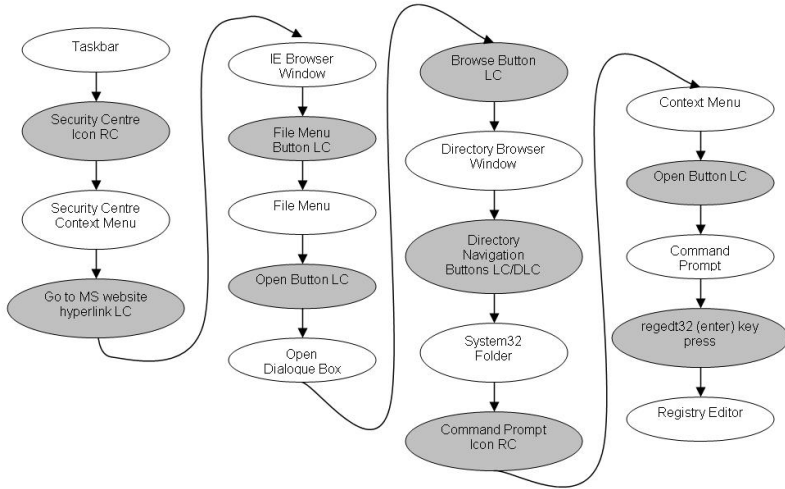 Taskbar
Security Centre
Icon RC
Security Centre
Context Menu
Go to MS website
hyperlink LC
IE Browser
Window
File Menu
Button LC
File Menu
Open Button LC
Open
Dialogue Box
Browse Button
LC
Directory Browser
Window
Directory
Navigation
Buttons LC/DLC
System32
Folder
Command Prompt
Icon RC
Context Menu
Open Button LC
Command
Prompt
regedt32 (enter) key
press
Registry Editor